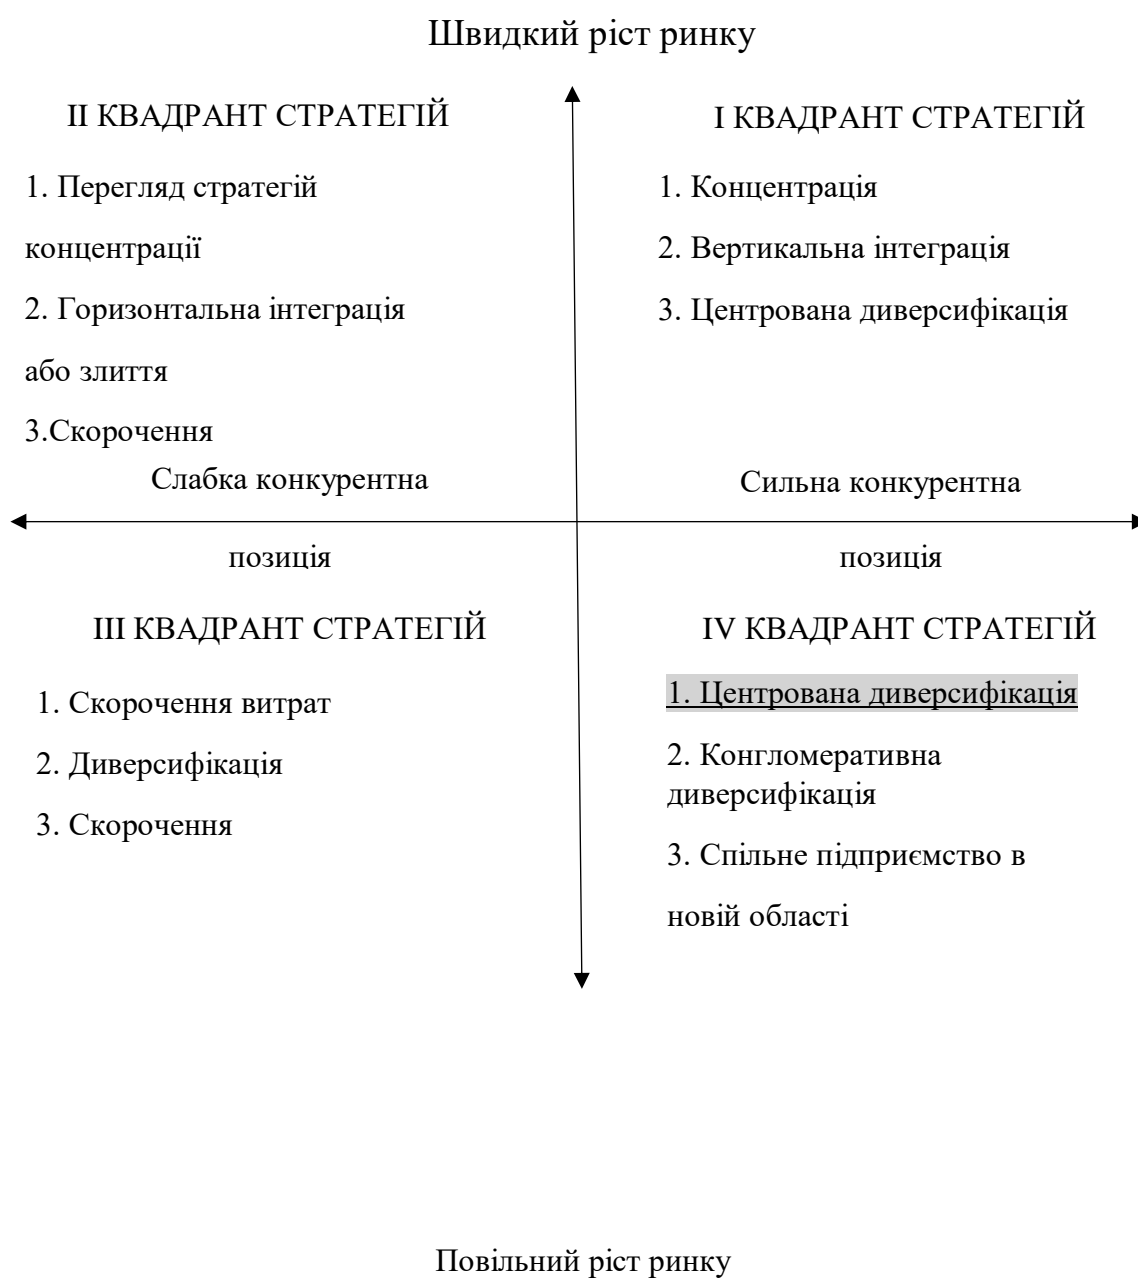 Швидкий ріст ринку
ІІ КВАДРАНТ СТРАТЕГІЙ
1. Перегляд стратегій
концентрації
2. Горизонтальна інтеграція
або злиття
3.Скорочення
І КВАДРАНТ СТРАТЕГІЙ
1. Концентрація
2. Вертикальна інтеграція
3. Центрована диверсифікація
Слабка конкурентна
позиція
Сильна конкурентна
позиція
ІІІ КВАДРАНТ СТРАТЕГІЙ
1. Скорочення витрат
2. Диверсифікація
3. Скорочення
IV КВАДРАНТ СТРАТЕГІЙ
1. Центрована диверсифікація
2. Конгломеративна
диверсифікація
3. Спільне підприємство в
новій області
Повільний ріст ринку